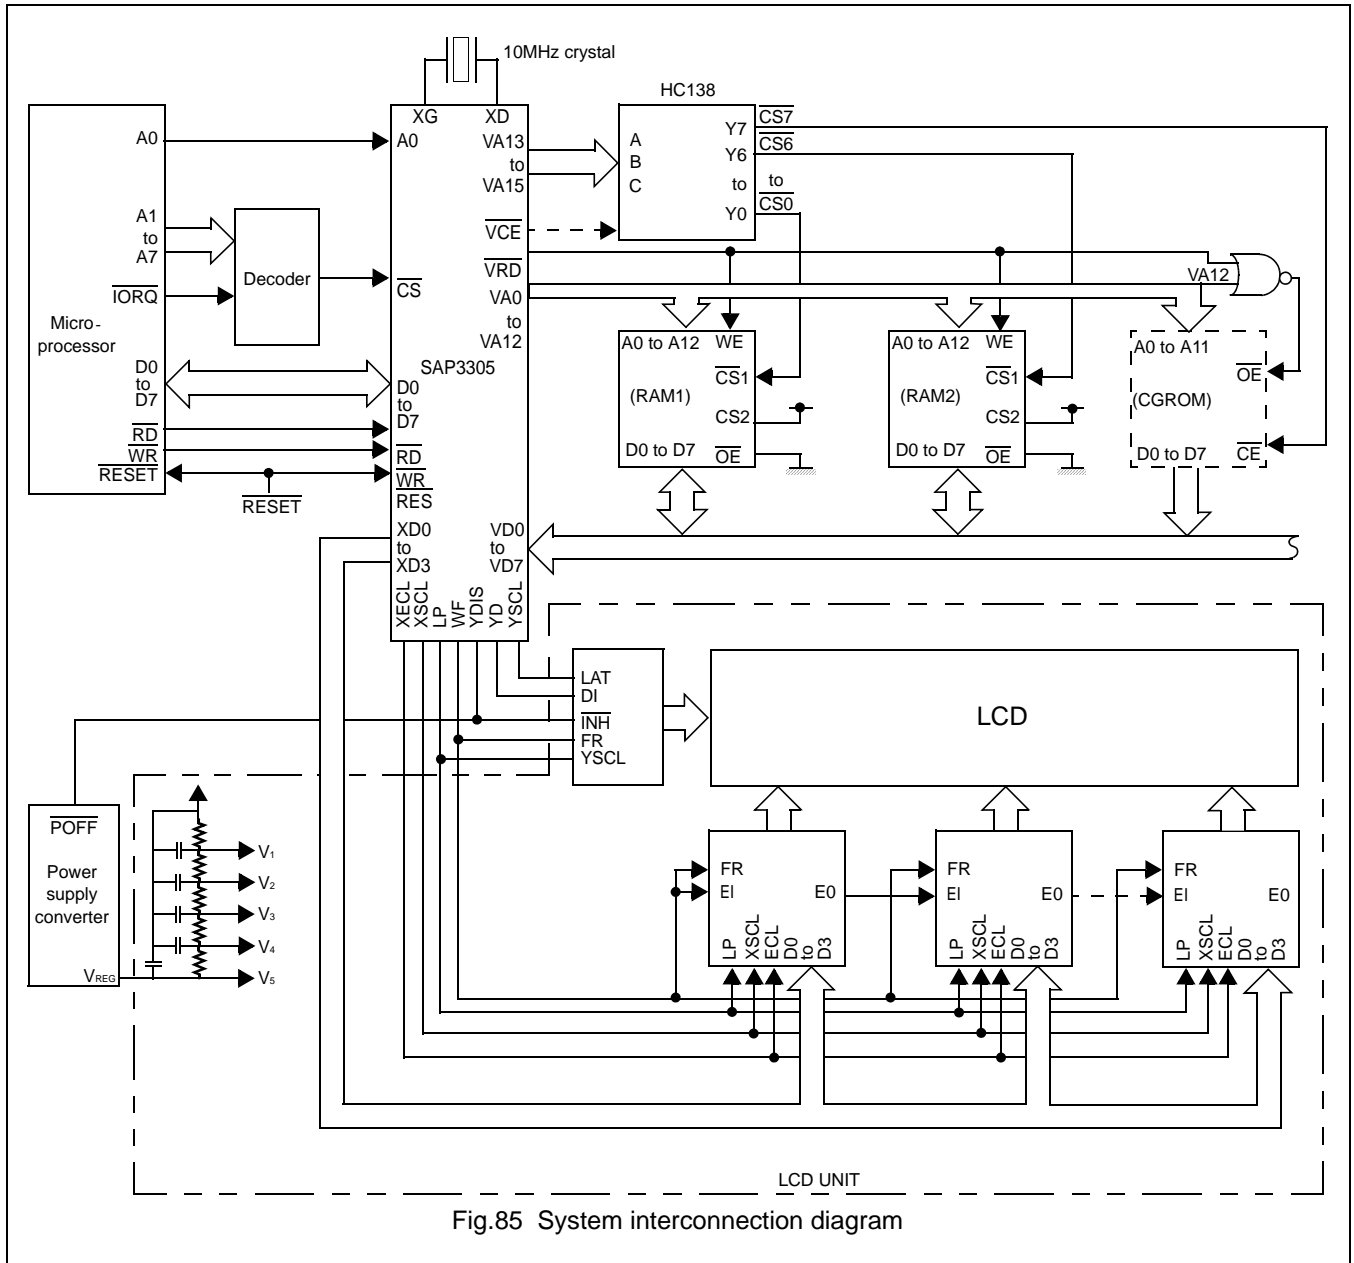 10MHz crystal
HC138
XG
XD
A0
A0
VA13
to
VA15
A
B
C
Y7
Y6
to
Y0
CS7
CS6
to
CS0
A1
to
A7
IORQ
Decoder
CS
VCE
VRD
VA0
to
VA12
VA12
Micro-
processor
SAP3305
D0
to
D7
D0
to
D7
RD
WR
RESET
RD
WR
RES
RESET
A0 to A12
WE
CS1
(RAM1)
CS2
D0 to D7
OE
A0 to A12
WE
CS1
(RAM2)
CS2
D0 to D7
OE
A0 to A11
OE
(CGROM)
D0 to D7
CE
XD0
to
XD3
VD0
to
VD7
XECL
XSCL
LP
WF
YDIS
YD
YSCL
LAT
DI
INH
FR
YSCL
LCD
POFF
Power
supply
converter
VREG
V1
V2
V3
V4
V5
FR
EI
E0
LP
XSCL
ECL
D0
to
D3
FR
EI
E0
LP
XSCL
ECL
D0
to
D3
FR
EI
E0
LP
XSCL
ECL
D0
to
D3
LCD UNIT
Fig.85 System interconnection diagram